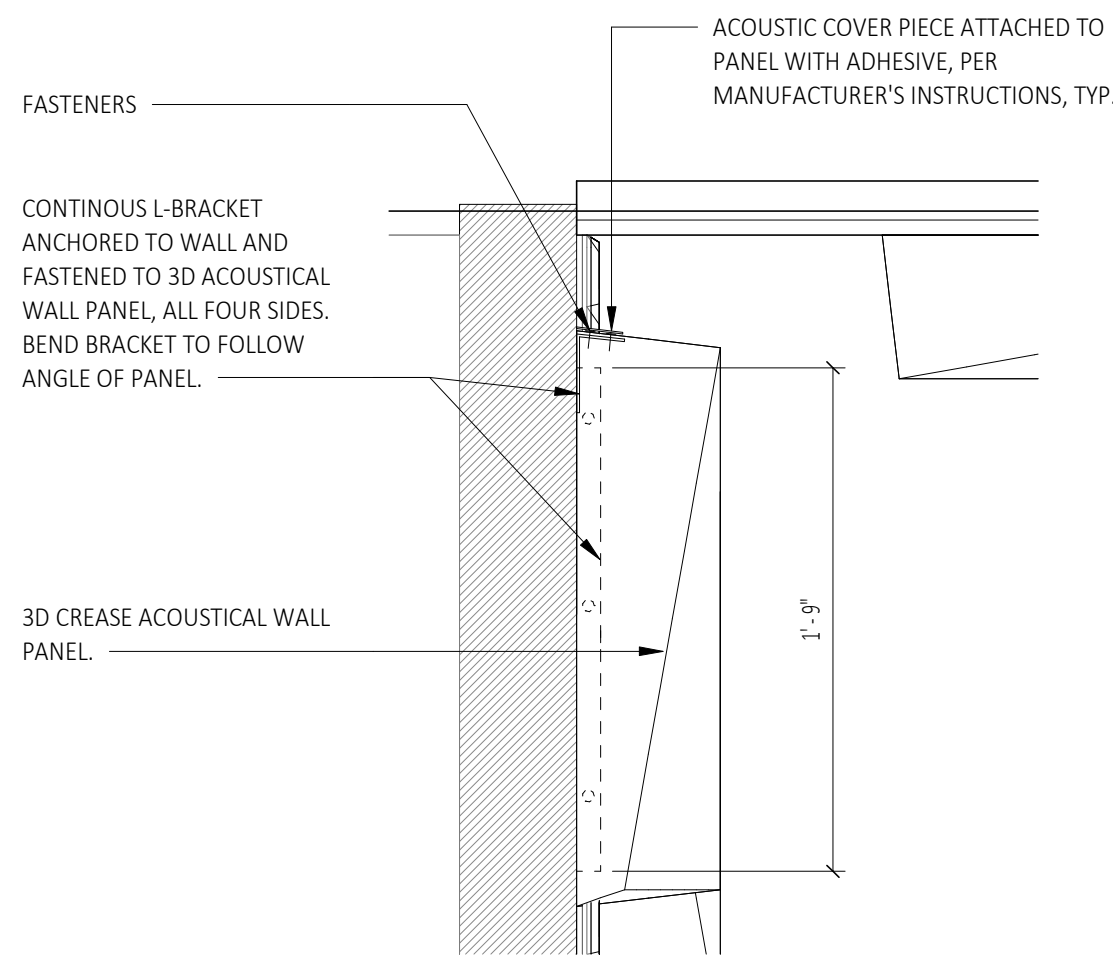 ACOUSTIC COVER PIECE ATTACHED TO
PANEL WITH ADHESIVE, PER
MANUFACTURER'S INSTRUCTIONS, TYP.
FASTENERS
CONTINOUS L-BRACKET
ANCHORED TO WALL AND
FASTENED TO 3D ACOUSTICAL
WALL PANEL, ALL FOUR SIDES.
BEND BRACKET TO FOLLOW
ANGLE OF PANEL.
3D CREASE ACOUSTICAL WALL
PANEL.
1' - 9"